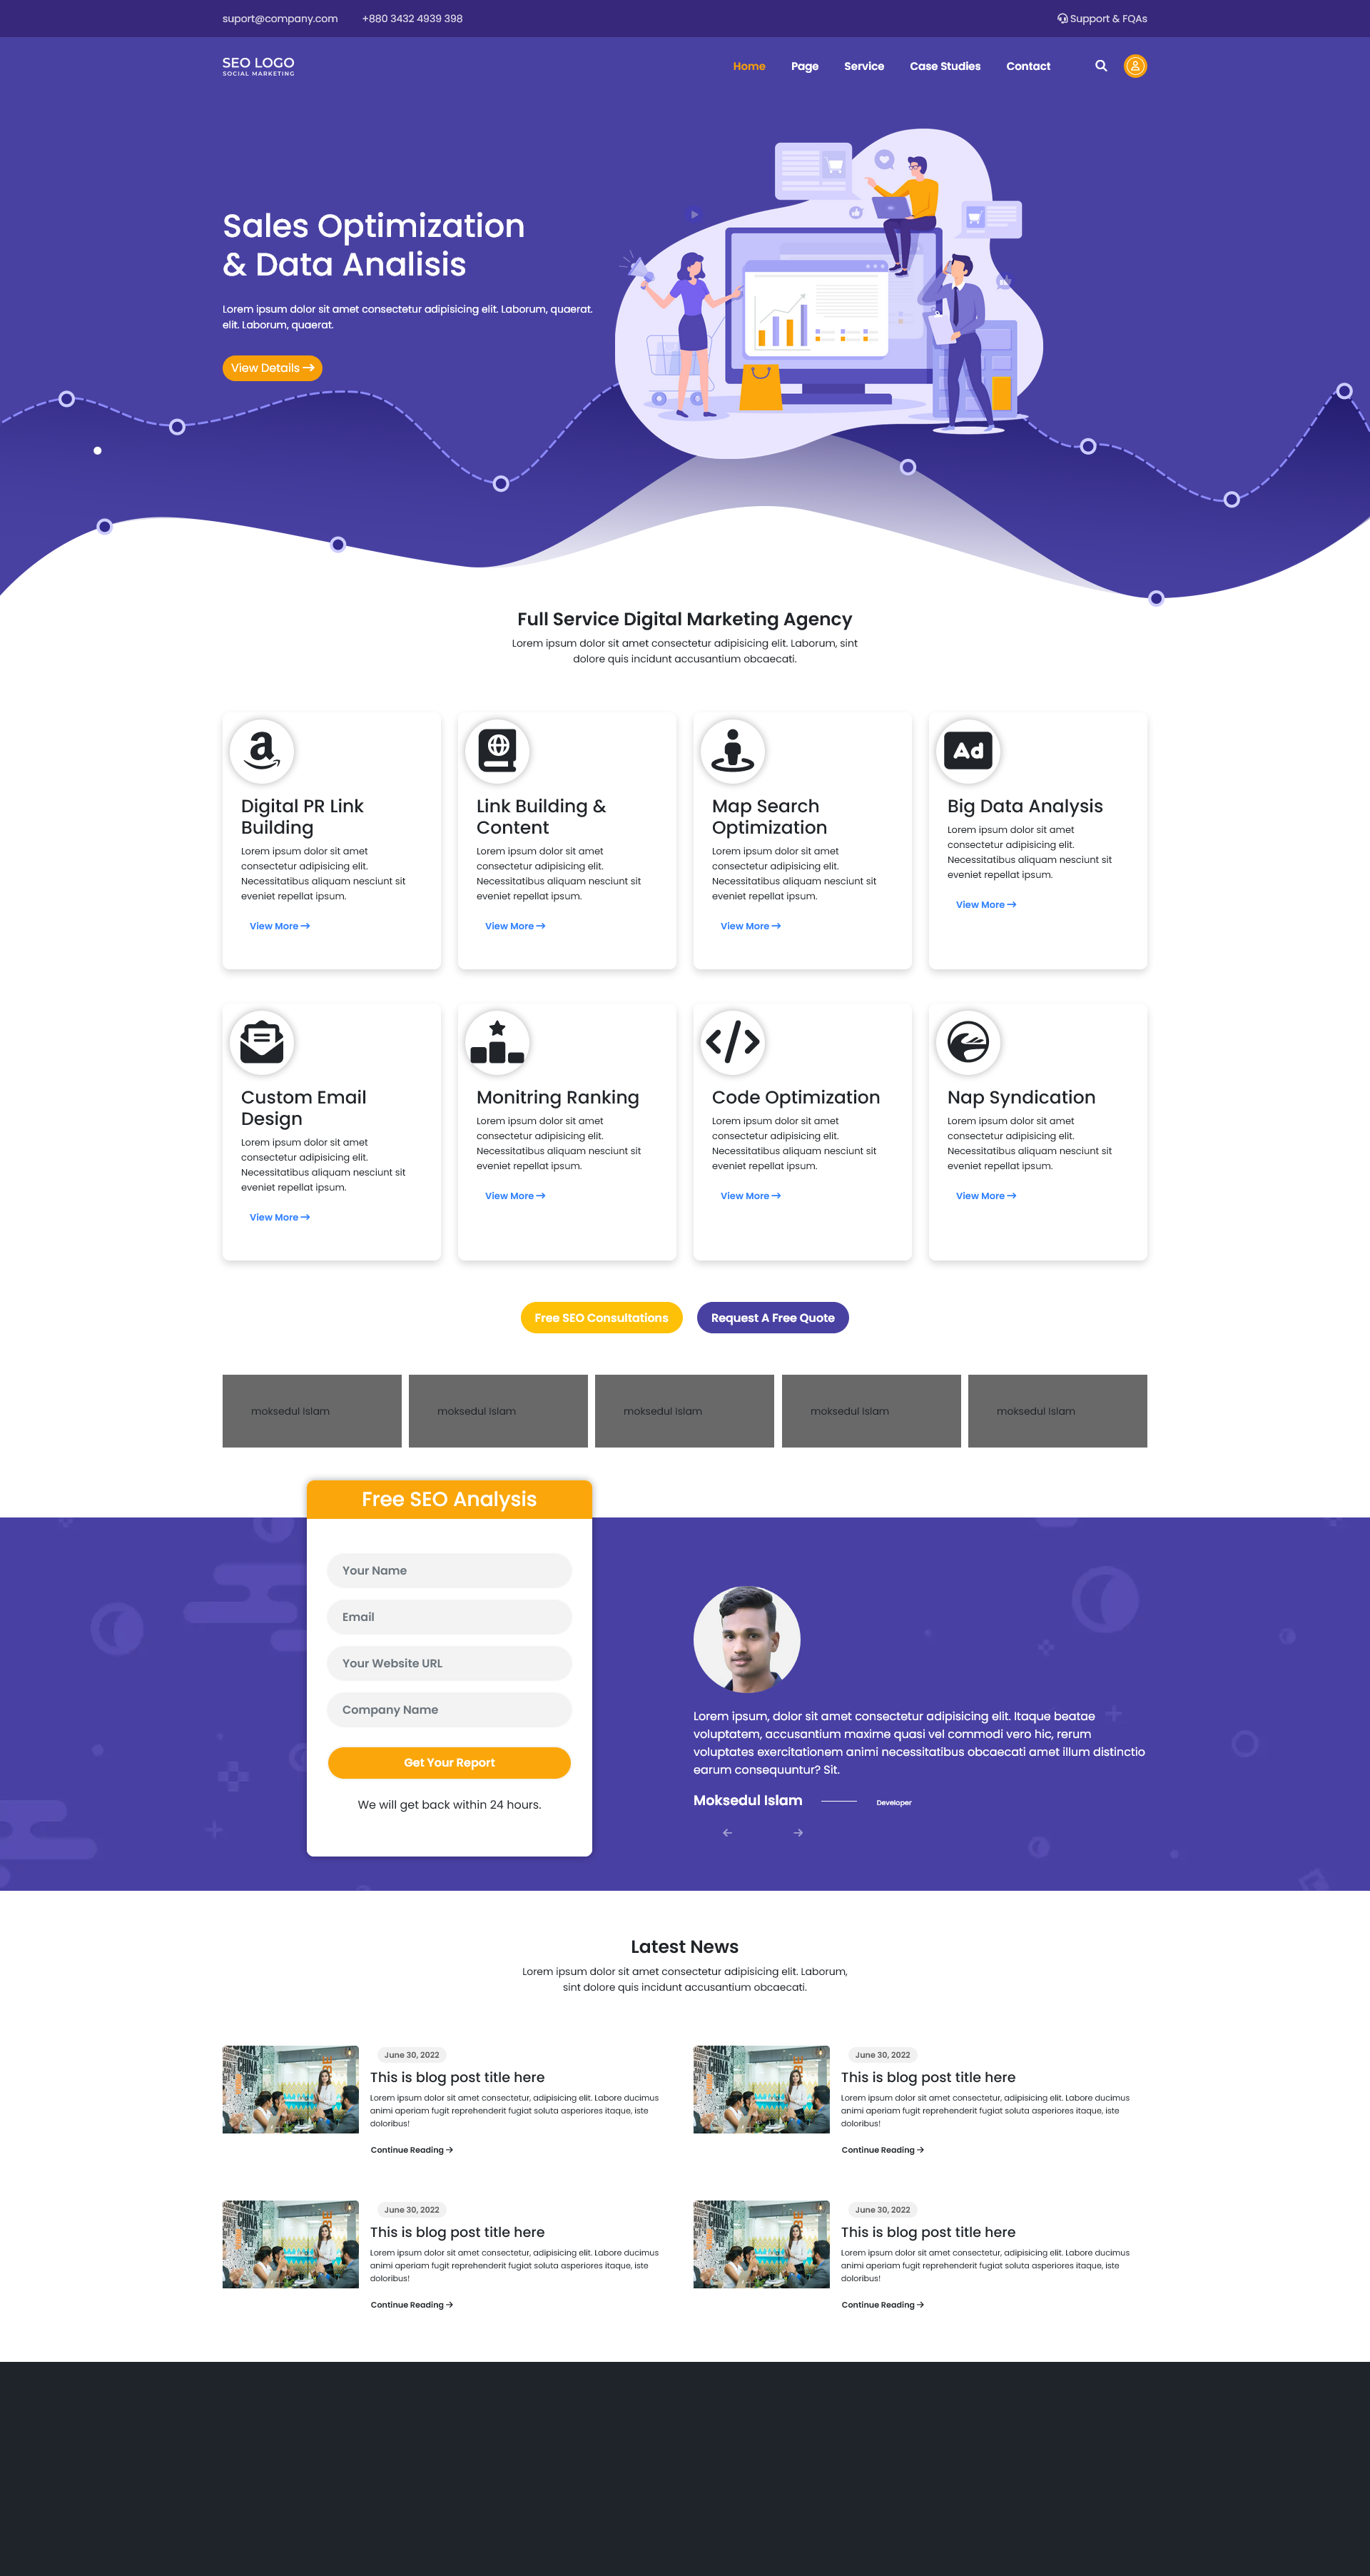 suport@company.com +880 3432 4939 398 Support & FQAs
SEO LOGO
SOCIAL MARKETING
Home Page Service Case Studies Contact
Sales Optimization
& Data Analisis
Lorem ipsum dolor sit amet consectetur adipisicing elit. Laborum, quaerat.
elit. Laborum, quaerat.
View Details
Full Service Digital Marketing Agency
Lorem ipsum dolor sit amet consectetur adipisicing elit. Laborum, sint
dolore quis incidunt accusantium obcaecati.
Digital PR Link
Building
Lorem ipsum dolor sit amet
consectetur adipisicing elit.
Necessitatibus aliquam nesciunt sit
eveniet repellat ipsum.
View More
Link Building &
Content
Lorem ipsum dolor sit amet
consectetur adipisicing elit.
Necessitatibus aliquam nesciunt sit
eveniet repellat ipsum.
View More
Map Search
Optimization
Lorem ipsum dolor sit amet
consectetur adipisicing elit.
Necessitatibus aliquam nesciunt sit
eveniet repellat ipsum.
View More
Ad
Big Data Analysis
Lorem ipsum dolor sit amet
consectetur adipisicing elit.
Necessitatibus aliquam nesciunt sit
eveniet repellat ipsum.
View More
Custom Email
Design
Lorem ipsum dolor sit amet
consectetur adipisicing elit.
Necessitatibus aliquam nesciunt sit
eveniet repellat ipsum.
View More
Monitring Ranking
Lorem ipsum dolor sit amet
consectetur adipisicing elit.
Necessitatibus aliquam nesciunt sit
eveniet repellat ipsum.
View More
Code Optimization
Lorem ipsum dolor sit amet
consectetur adipisicing elit.
Necessitatibus aliquam nesciunt sit
eveniet repellat ipsum.
View More
Nap Syndication
Lorem ipsum dolor sit amet
consectetur adipisicing elit.
Necessitatibus aliquam nesciunt sit
eveniet repellat ipsum.
View More
Free SEO Consultations Request A Free Quote
moksedul Islam moksedul Islam moksedul Islam moksedul Islam moksedul Islam
Free SEO Analysis
Your Name
Email
Your Website URL
Company Name
Get Your Report
We will get back within 24 hours.
Lorem ipsum, dolor sit amet consectetur adipisicing elit. Itaque beatae
voluptatem, accusantium maxime quasi vel commodi vero hic, rerum
voluptates exercitationem animi necessitatibus obcaecati amet illum distinctio
earum consequuntur? Sit.
Moksedul Islam Developer
Latest News
Lorem ipsum dolor sit amet consectetur adipisicing elit. Laborum,
sint dolore quis incidunt accusantium obcaecati.
June 30, 2022
This is blog post title here
Lorem ipsum dolor sit amet consectetur, adipisicing elit. Labore ducimus
animi aperiam fugit reprehenderit fugiat soluta asperiores itaque, iste
doloribus!
Continue Reading
June 30, 2022
This is blog post title here
Lorem ipsum dolor sit amet consectetur, adipisicing elit. Labore ducimus
animi aperiam fugit reprehenderit fugiat soluta asperiores itaque, iste
doloribus!
Continue Reading
June 30, 2022
This is blog post title here
Lorem ipsum dolor sit amet consectetur, adipisicing elit. Labore ducimus
animi aperiam fugit reprehenderit fugiat soluta asperiores itaque, iste
doloribus!
Continue Reading
June 30, 2022
This is blog post title here
Lorem ipsum dolor sit amet consectetur, adipisicing elit. Labore ducimus
animi aperiam fugit reprehenderit fugiat soluta asperiores itaque, iste
doloribus!
Continue Reading